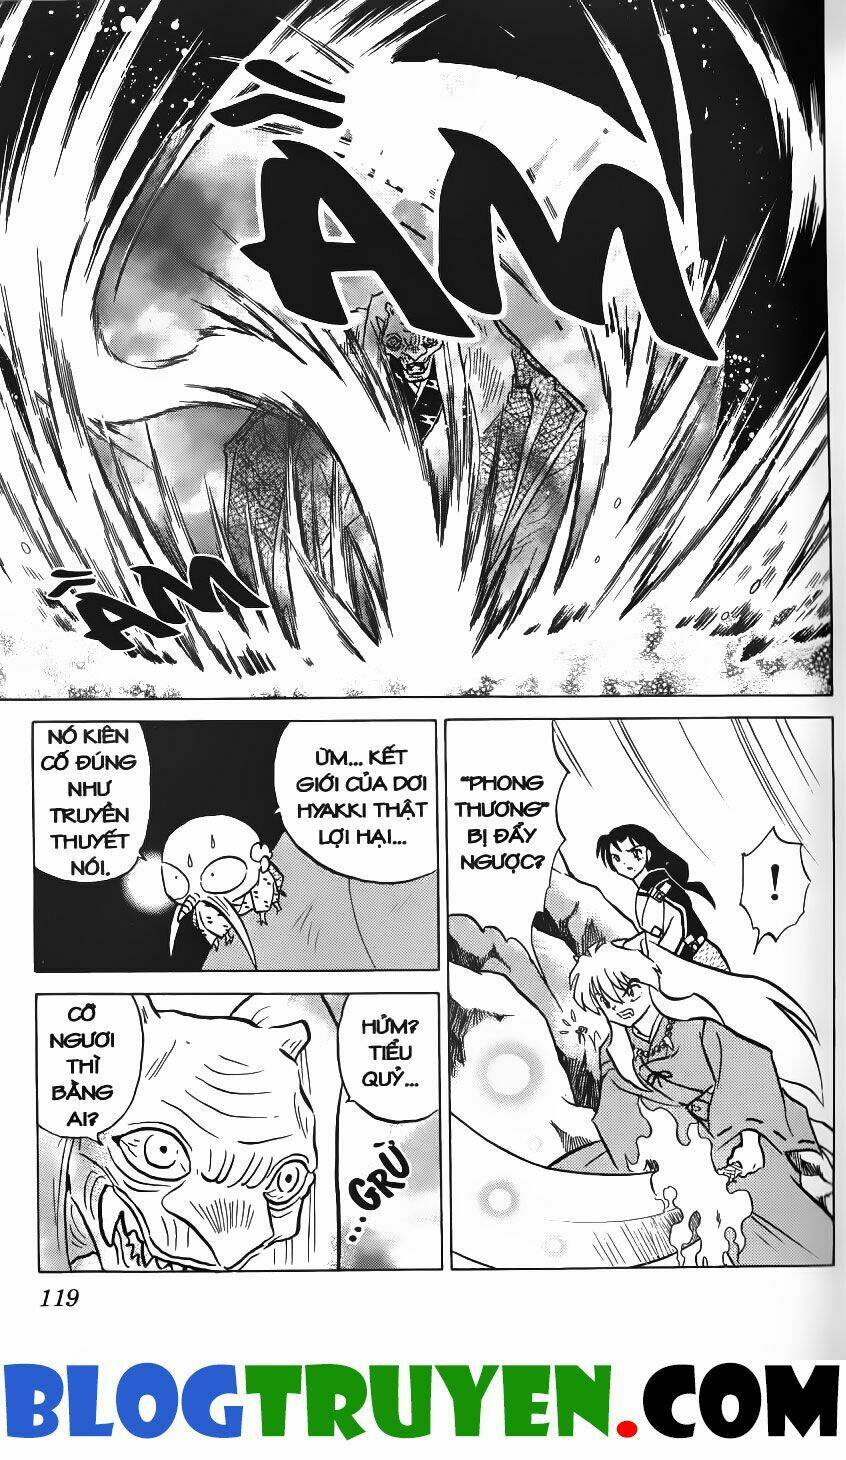 ẦM
ẦM
"PHONG
THƯƠNG"
BỊ ĐẨY
NGƯỢC?
!
ỪM... KẾT
GIỚI CỦA DƠI
HYAKKI THẬT
LỢI HẠI...
NÓ KIÊN
CỐ ĐÚNG
NHƯ
TRUYỀN
THUYẾT
NÓI.
HỬM?
TIỂU
QUỶ...
...GRỪ
CỠ
NGƯƠI
THÌ
BẰNG
AI?
119
BLOGTRUYEN.COM